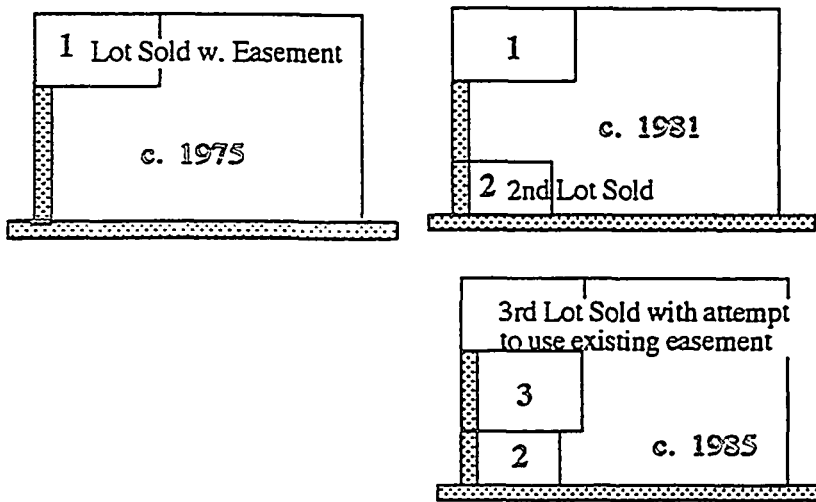 1 Lot Sold w. Easement
c. 1975
1
c. 1981
2 2nd Lot Sold
3rd Lot Sold with attempt
to use existing easement
3
2
c. 1985